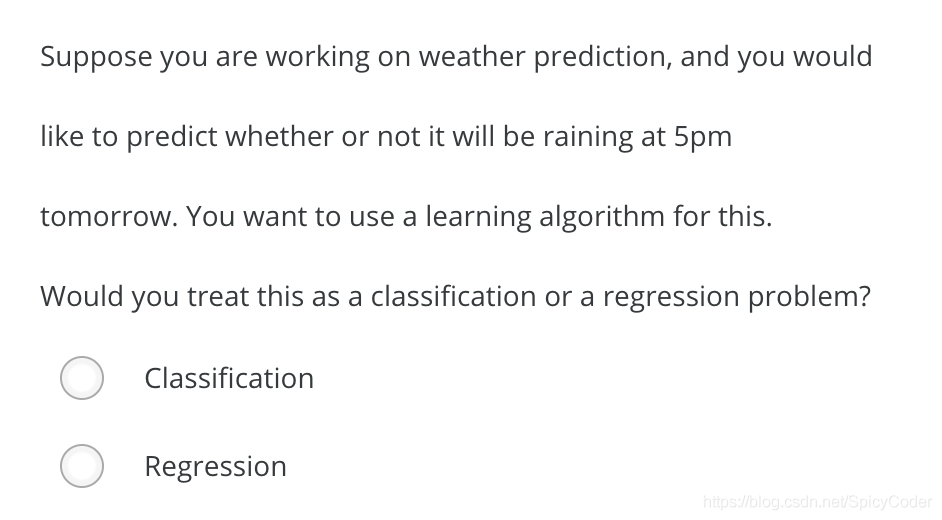 Suppose you are working on weather prediction, and you would
like to predict whether or not it will be raining at 5pm
tomorrow. You want to use a learning algorithm for this.
Would you treat this as a classification or a regression problem?
Classification
Regression
https://blog.csdn.net/SpicyCoder